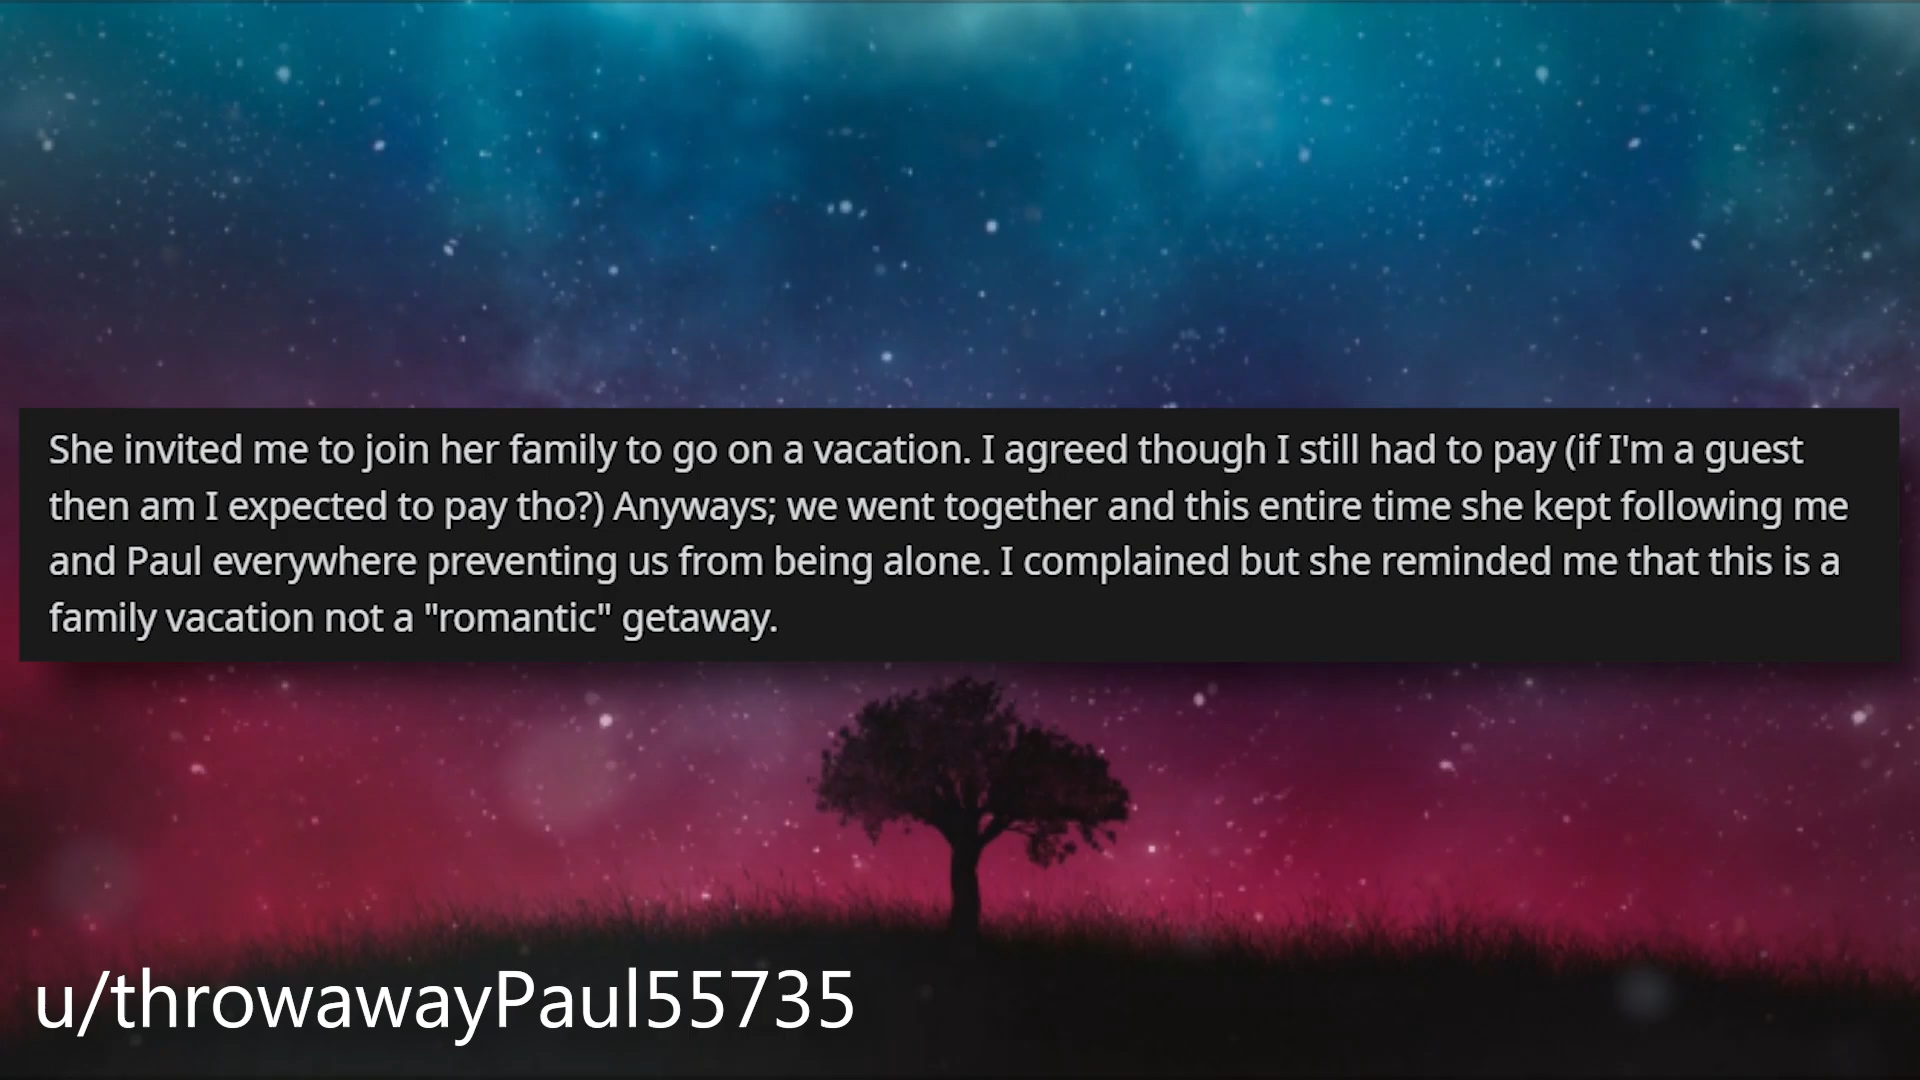 She invited me to join her family to go on a vacation. I agreed though I still had to pay (if I'm a guest
then am I expected to pay tho?) Anyways; we went together and this entire time she kept following me
and Paul everywhere preventing us from being alone. I complained but she reminded me that this is a
family vacation not a "romantic" getaway.
u/throwawayPaul55735